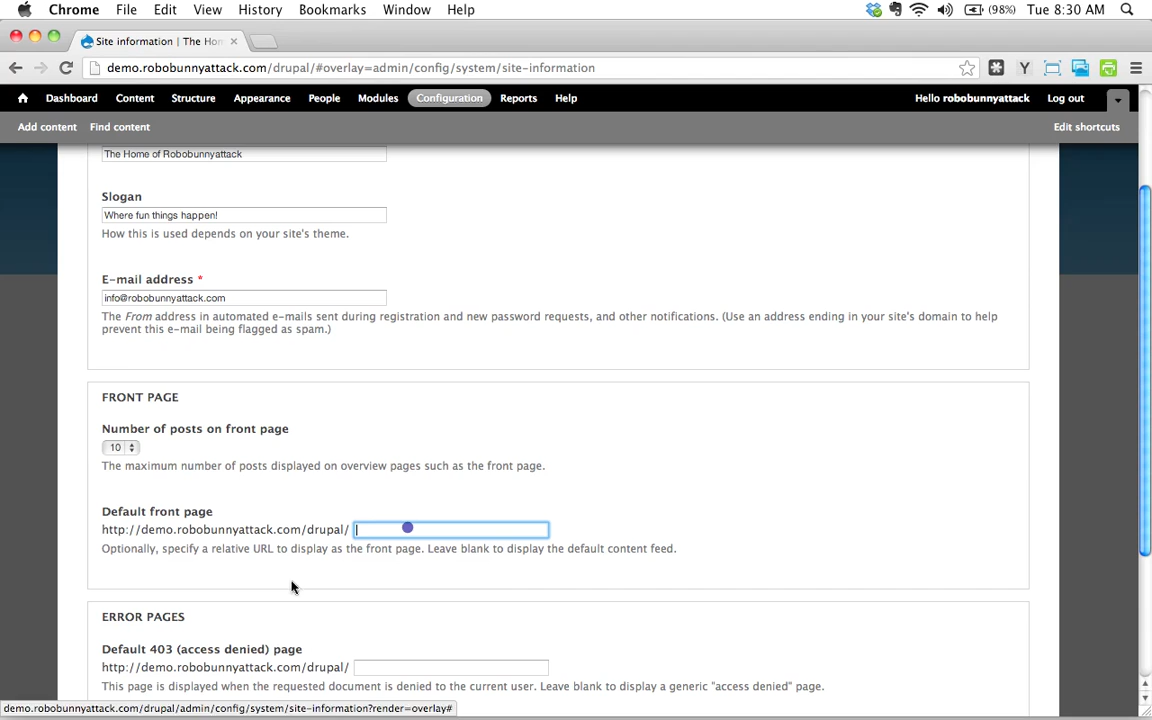 Chrome File Edit View History Bookmarks Window Help (98%) Tue 8:30 AM
Site information | The Hom
demo.robobunnyattack.com/drupal/#overlay=admin/config/system/site-information
Dashboard Content Structure Appearance People Modules Configuration Reports Help Hello robobunnyattack Log out
Add content Find content Edit shortcuts
The Home of Robobunnyattack
Slogan
Where fun things happen!
How this is used depends on your site's theme.
E-mail address *
info@robobunnyattack.com
The From address in automated e-mails sent during registration and new password requests, and other notifications. (Use an address ending in your site's domain to help
prevent this e-mail being flagged as spam.)
FRONT PAGE
Number of posts on front page
10
The maximum number of posts displayed on overview pages such as the front page.
Default front page
http://demo.robobunnyattack.com/drupal/
Optionally, specify a relative URL to display as the front page. Leave blank to display the default content feed.
ERROR PAGES
Default 403 (access denied) page
http://demo.robobunnyattack.com/drupal/
This page is displayed when the requested document is denied to the current user. Leave blank to display a generic "access denied" page.
demo.robobunnyattack.com/drupal/admin/config/system/site-information?render=overlay#